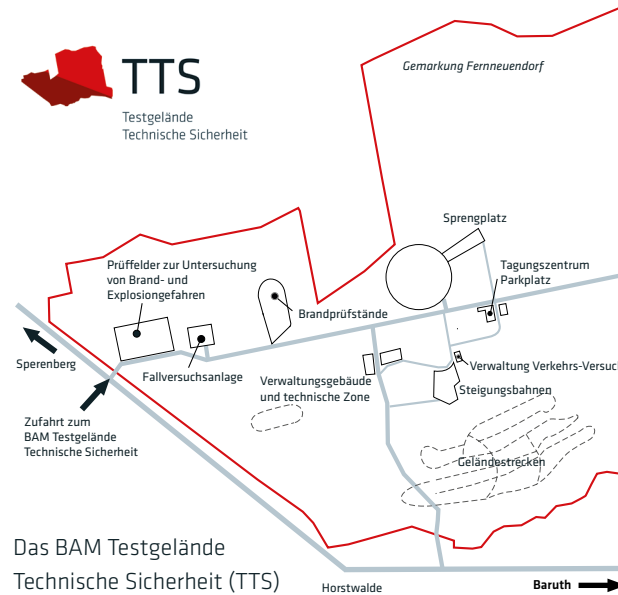 TTS
Testgelände
Technische Sicherheit
Gemarkung Fernneuendorf
Sprengplatz
Prüffelder zur Untersuchung
von Brand- und
Explosiongefahren
Tagungszentrum
Parkplatz
Brandprüfstände
Sperenberg
Fallversuchsanlage
Verwaltungsgebäude
und technische Zone
Verwaltung Verkehrs-Versuch
Steigungsbahnen
Zufahrt zum
BAM Testgelände
Technische Sicherheit
Geländestrecken
Das BAM Testgelände
Technische Sicherheit (TTS)
Horstwalde
Baruth